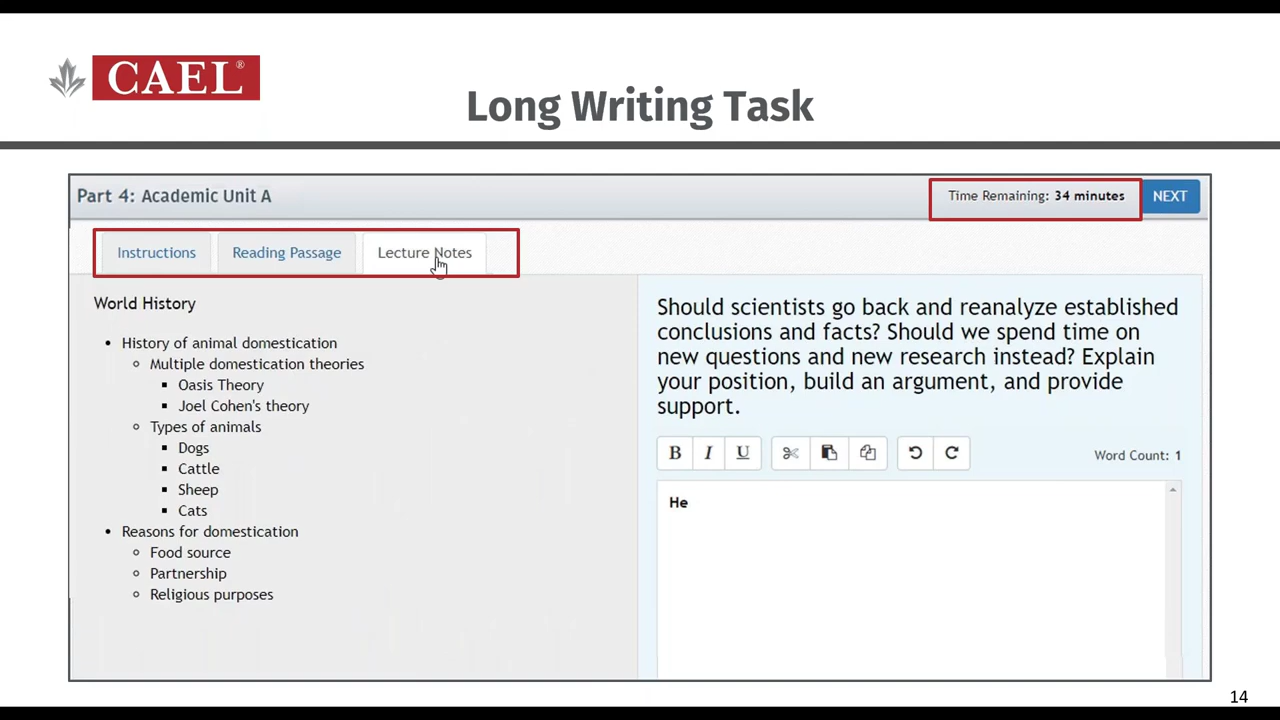 CAEL®
Long Writing Task
Part 4: Academic Unit A
Time Remaining: 34 minutes
NEXT
Instructions
Reading Passage
Lecture Notes
World History
• History of animal domestication
○ Multiple domestication theories
▪ Oasis Theory
▪ Joel Cohen's theory
○ Types of animals
▪ Dogs
▪ Cattle
▪ Sheep
▪ Cats
• Reasons for domestication
○ Food source
○ Partnership
○ Religious purposes
Should scientists go back and reanalyze established
conclusions and facts? Should we spend time on
new questions and new research instead? Explain
your position, build an argument, and provide
support.
B I U
Word Count: 1
He
14